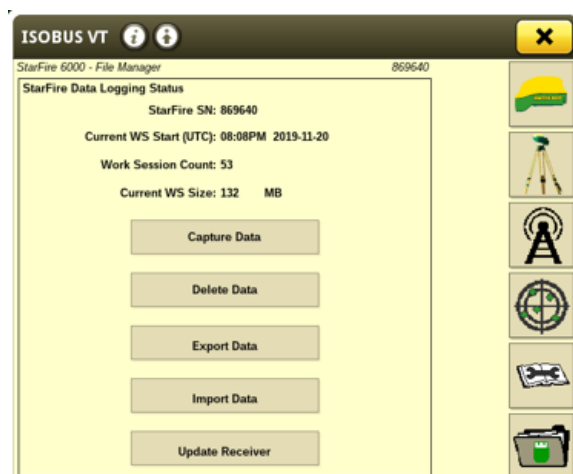 ISOBUS VT
StarFire 6000 - File Manager 869640
StarFire Data Logging Status
StarFire SN: 869640
Current WS Start (UTC): 08:08PM 2019-11-20
Work Session Count: 53
Current WS Size: 132 MB
Capture Data
Delete Data
Export Data
Import Data
Update Receiver